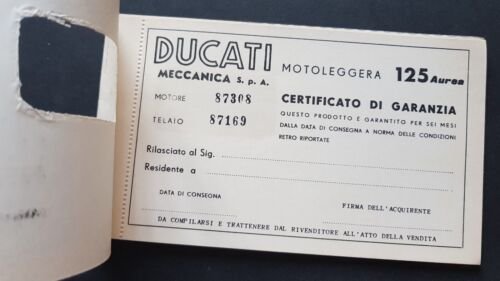 DUCATI
MECCANICA S.p.A.
MOTOLEGGERA 125 Aurea
MOTORE 87308
TELAIO 87169
CERTIFICATO DI GARANZIA
QUESTO PRODOTTO E GARANTITO PER SEI MESI
DALLA DATA DI CONSEGNA A NORMA DELLE CONDIZIONI
RETRO RIPORTATE
Rilasciato al Sig.
Residente a
DATA DI CONSEGNA
FIRMA DELL'ACQUIRENTE
DA COMPILARSI E TRATTENERE DAL RIVENDITORE ALL'ATTO DELLA VENDITA